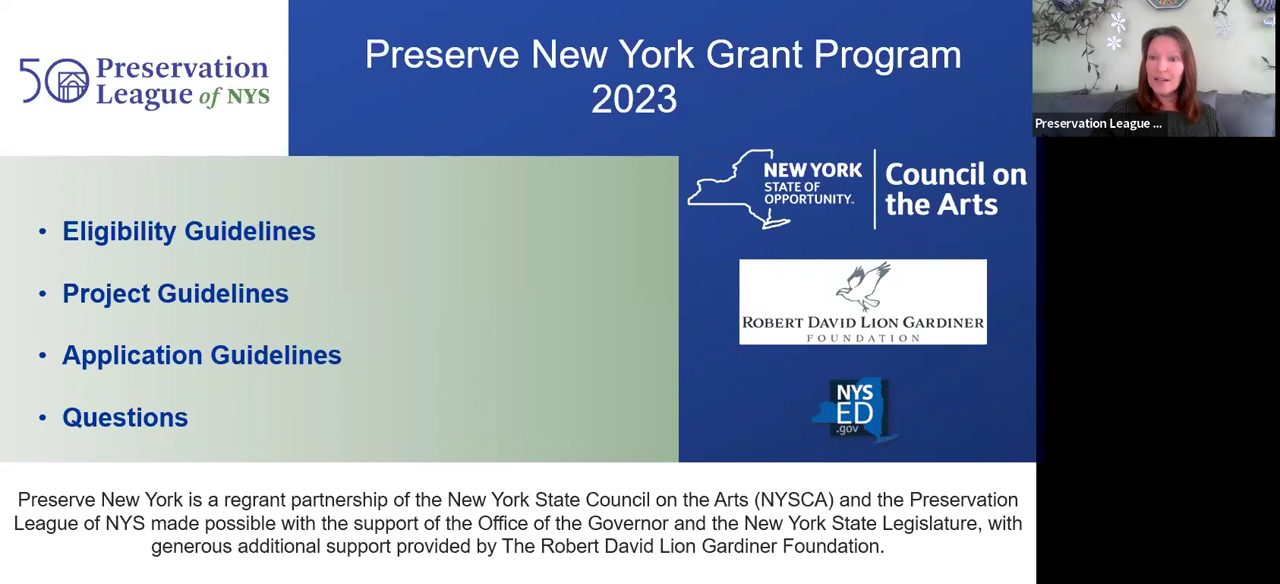 50 Preservation
League of NYS
Preserve New York Grant Program
2023
Preservation League ...
NEW YORK
STATE OF
OPPORTUNITY™
Council on
the Arts
• Eligibility Guidelines
• Project Guidelines
• Application Guidelines
• Questions
ROBERT DAVID LION GARDINER
FOUNDATION
NYS
ED
.gov
Preserve New York is a regrant partnership of the New York State Council on the Arts (NYSCA) and the Preservation
League of NYS made possible with the support of the Office of the Governor and the New York State Legislature, with
generous additional support provided by The Robert David Lion Gardiner Foundation.